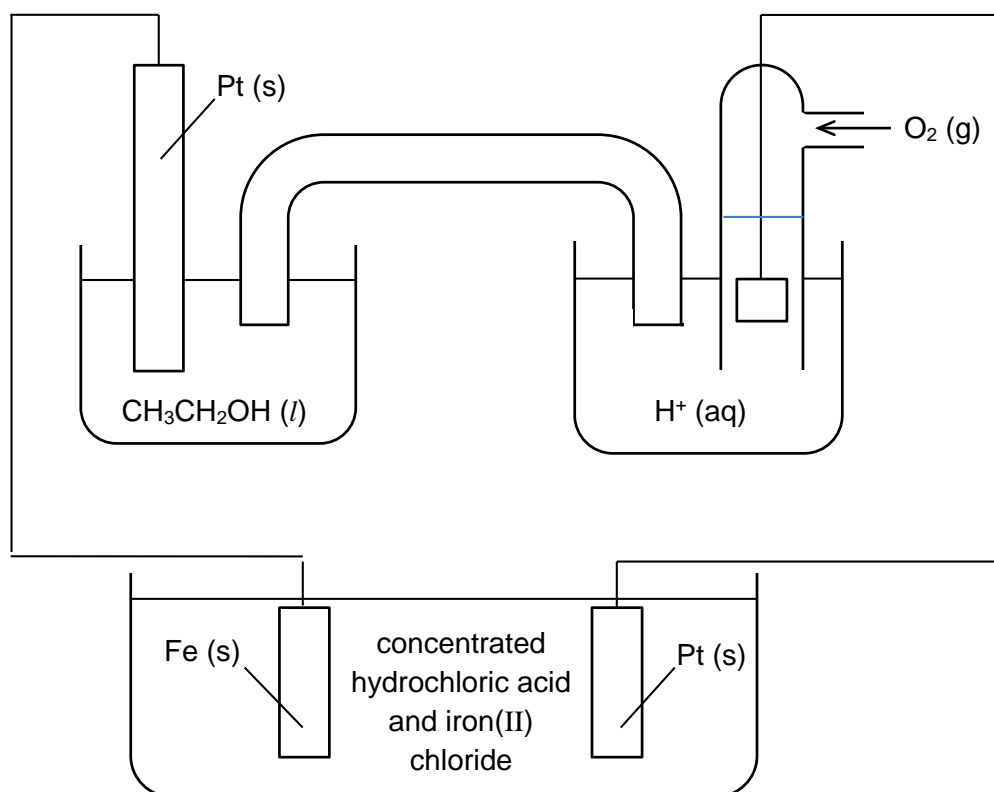 Pt (s)
O₂ (g)
CH₃CH₂OH (l)
H⁺ (aq)
Fe (s)
concentrated
hydrochloric acid
and iron(II)
chloride
Pt (s)